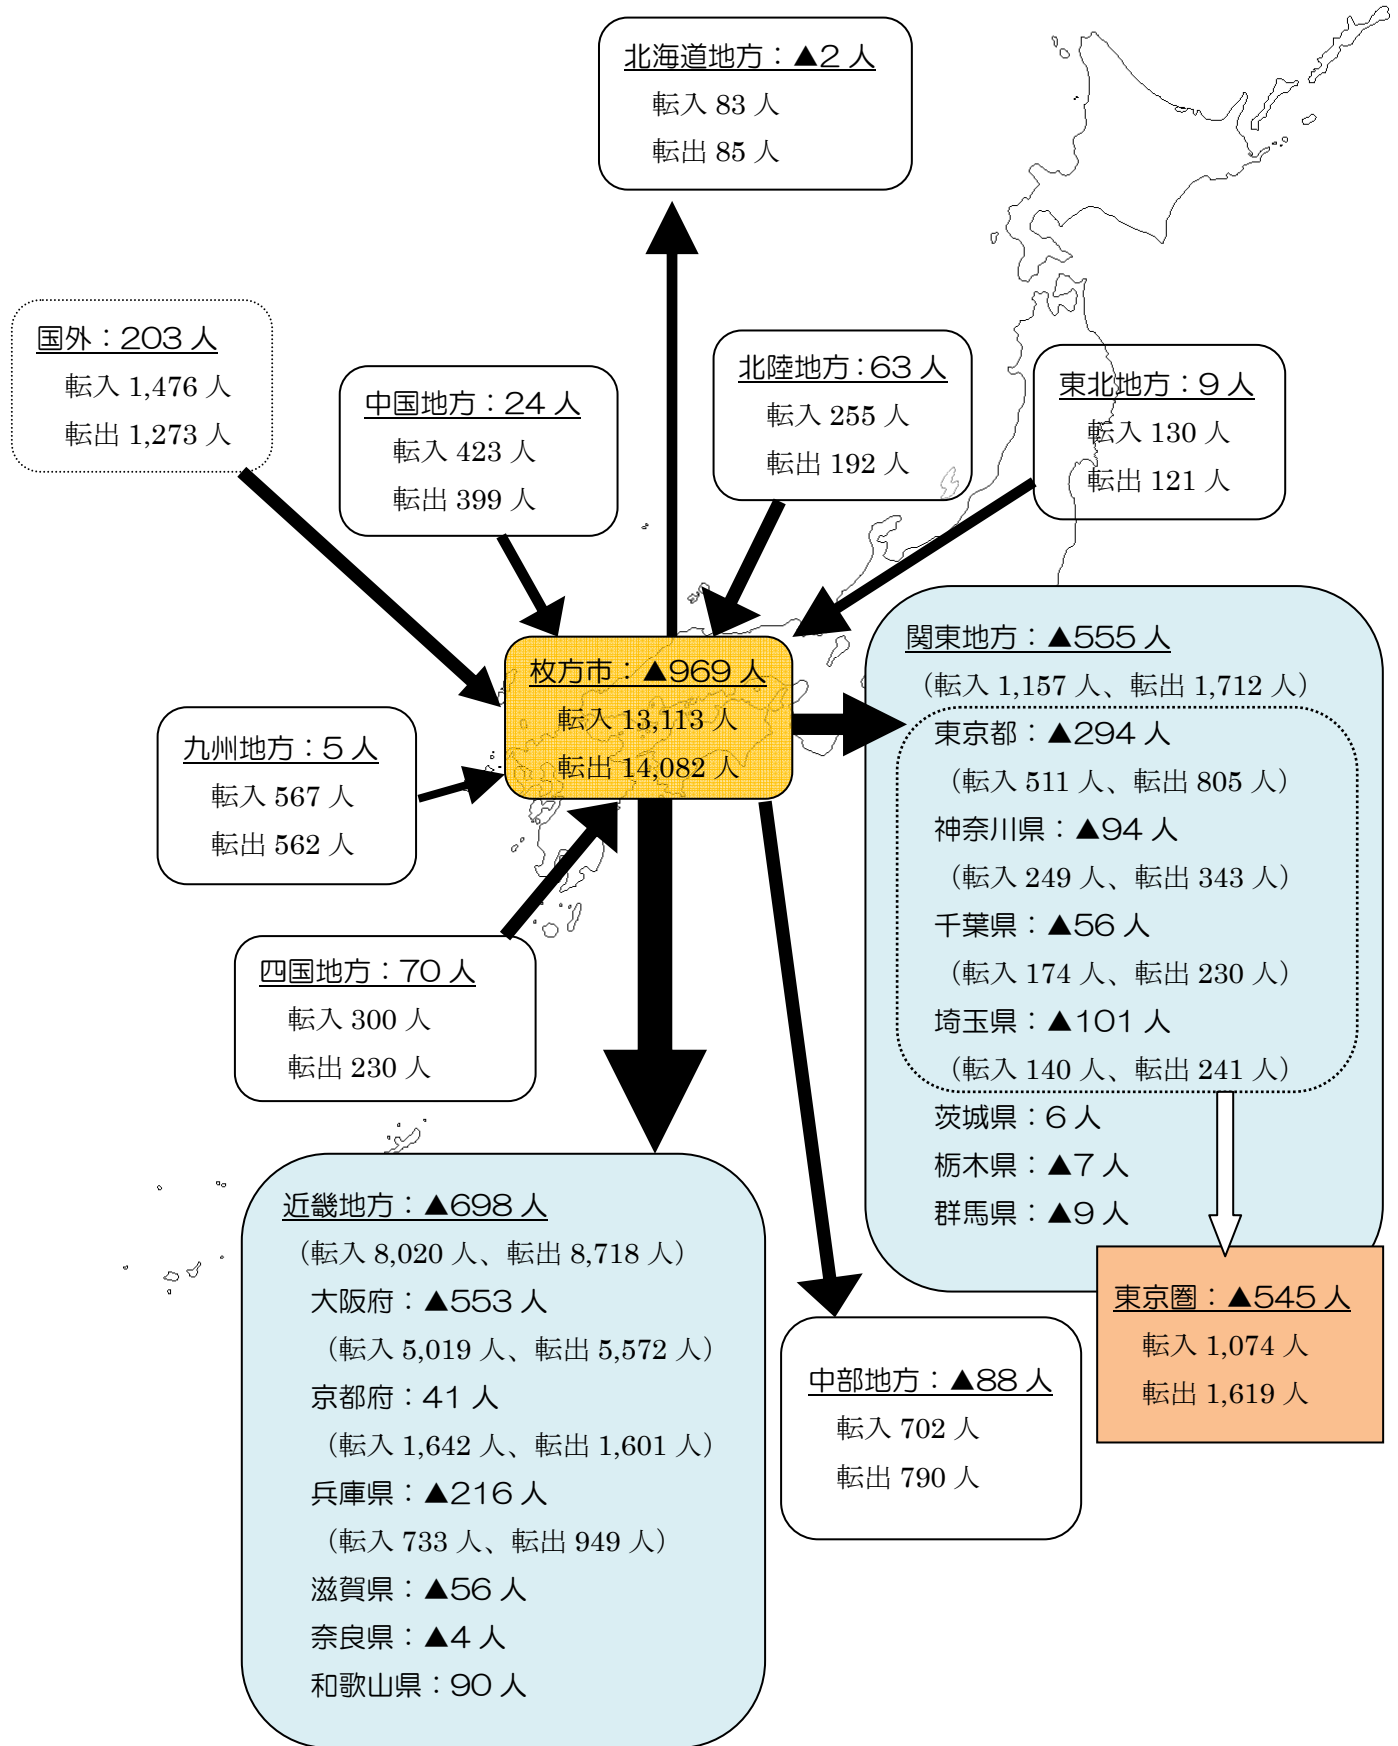 北海道地方：▲2 人
転入 83 人
転出 85 人
国外：203 人
転入 1,476 人
転出 1,273 人
中国地方：24 人
転入 423 人
転出 399 人
北陸地方：63 人
転入 255 人
転出 192 人
東北地方：9 人
転入 130 人
転出 121 人
枚方市：▲969 人
転入 13,113 人
転出 14,082 人
九州地方：5 人
転入 567 人
転出 562 人
四国地方：70 人
転入 300 人
転出 230 人
関東地方：▲555 人
（転入 1,157 人、転出 1,712 人）
東京都：▲294 人
（転入 511 人、転出 805 人）
神奈川県：▲94 人
（転入 249 人、転出 343 人）
千葉県：▲56 人
（転入 174 人、転出 230 人）
埼玉県：▲101 人
（転入 140 人、転出 241 人）
茨城県：6 人
栃木県：▲7 人
群馬県：▲9 人
東京圏：▲545 人
転入 1,074 人
転出 1,619 人
近畿地方：▲698 人
（転入 8,020 人、転出 8,718 人）
大阪府：▲553 人
（転入 5,019 人、転出 5,572 人）
京都府：41 人
（転入 1,642 人、転出 1,601 人）
兵庫県：▲216 人
（転入 733 人、転出 949 人）
滋賀県：▲56 人
奈良県：▲4 人
和歌山県：90 人
中部地方：▲88 人
転入 702 人
転出 790 人